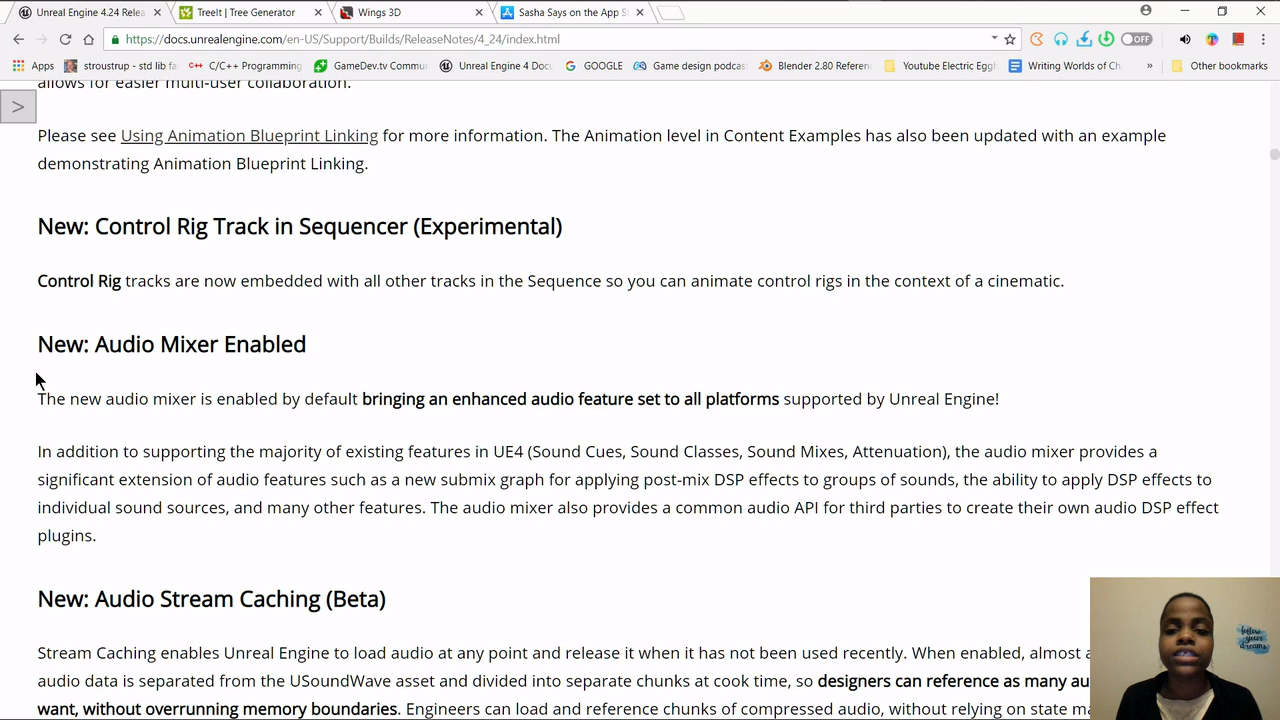 Unreal Engine 4.24 Relea
TreeIt | Tree Generator
Wings 3D
Sasha Says on the App S
https://docs.unrealengine.com/en-US/Support/Builds/ReleaseNotes/4_24/index.html
OFF
Apps
stroustrup - std lib fa
C/C++ Programming
GameDev.tv Commu
Unreal Engine 4 Docu
GOOGLE
Game design podcas
Blender 2.80 Referen
Youtube Electric Eggh
Writing Worlds of Ch
»
Other bookmarks
allows for easier multi-user collaboration.
>
Please see Using Animation Blueprint Linking for more information. The Animation level in Content Examples has also been updated with an example
demonstrating Animation Blueprint Linking.
New: Control Rig Track in Sequencer (Experimental)
Control Rig tracks are now embedded with all other tracks in the Sequence so you can animate control rigs in the context of a cinematic.
New: Audio Mixer Enabled
The new audio mixer is enabled by default bringing an enhanced audio feature set to all platforms supported by Unreal Engine!
In addition to supporting the majority of existing features in UE4 (Sound Cues, Sound Classes, Sound Mixes, Attenuation), the audio mixer provides a
significant extension of audio features such as a new submix graph for applying post-mix DSP effects to groups of sounds, the ability to apply DSP effects to
individual sound sources, and many other features. The audio mixer also provides a common audio API for third parties to create their own audio DSP effect
plugins.
New: Audio Stream Caching (Beta)
Stream Caching enables Unreal Engine to load audio at any point and release it when it has not been used recently. When enabled, almost a
audio data is separated from the USoundWave asset and divided into separate chunks at cook time, so designers can reference as many au
want, without overrunning memory boundaries. Engineers can load and reference chunks of compressed audio, without relying on state ma
follow
your
dreams